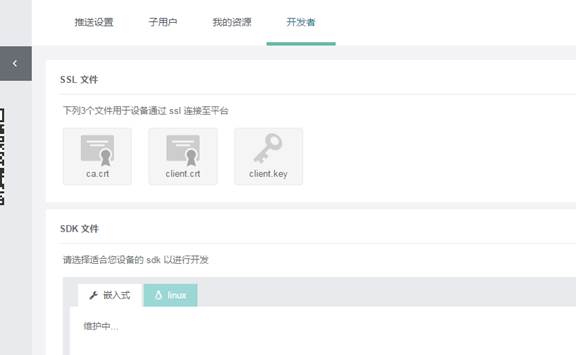 推送设置 子用户 我的资源 开发者
SSL 文件
下列3个文件用于设备通过 ssl 连接至平台
ca.crt client.crt client.key
SDK 文件
请选择适合您设备的 sdk 以进行开发
嵌入式 linux
维护中...